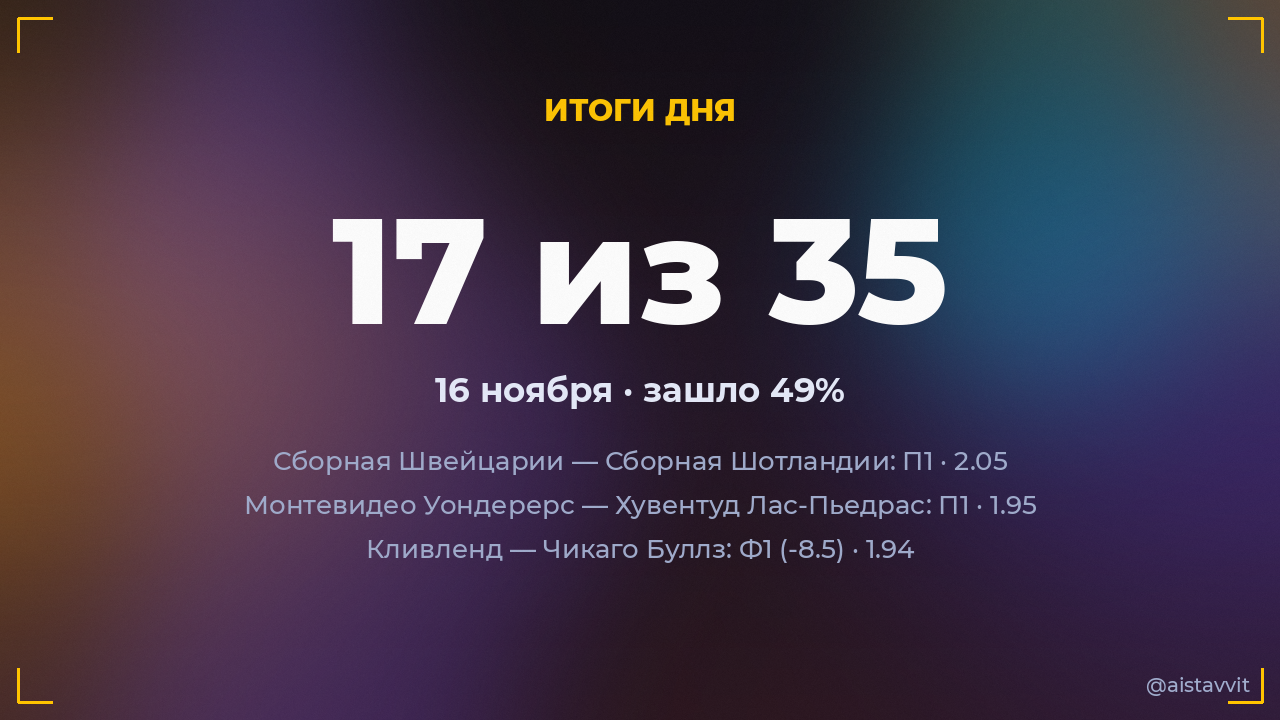 ИТОГИ ДНЯ
17 из 35
16 ноября · зашло 49%
Сборная Швейцарии — Сборная Шотландии: П1 · 2.05
Монтевидео Уондерерс — Хувентуд Лас-Пьедрас: П1 · 1.95
Кливленд — Чикаго Буллз: Ф1 (-8.5) · 1.94
@aistavvit